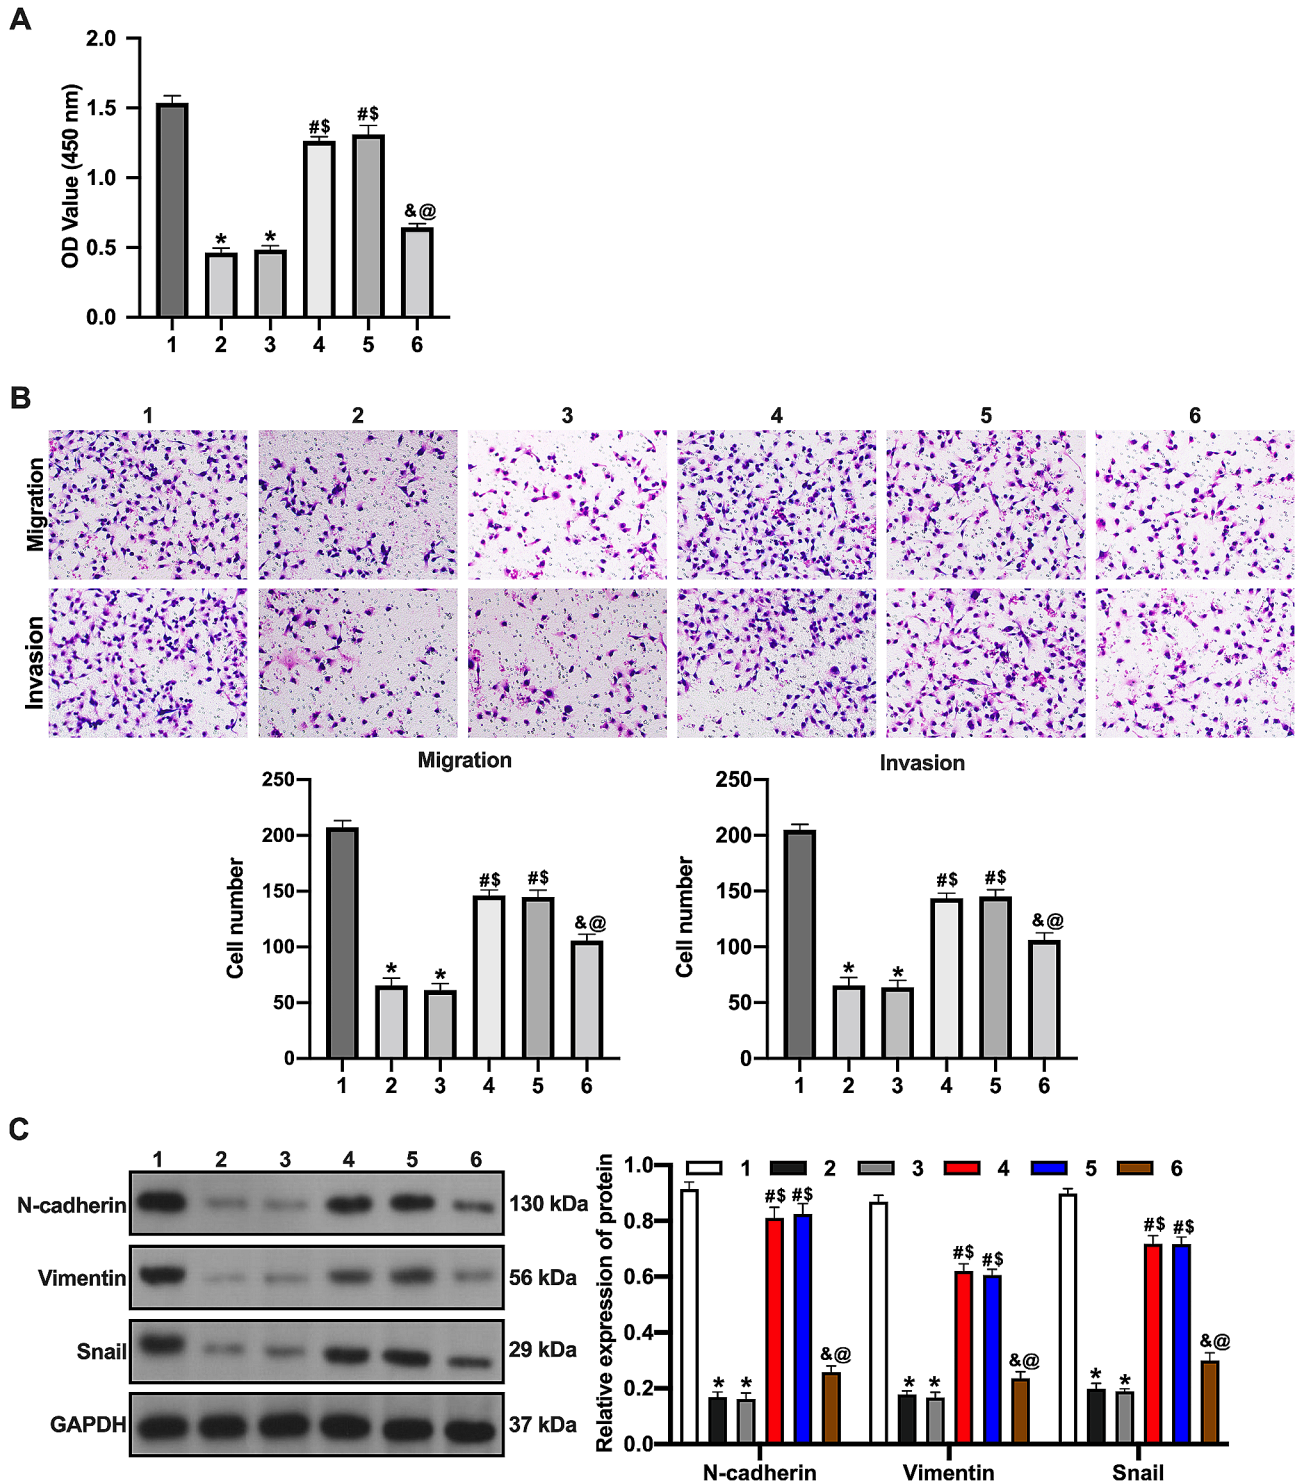 A
OD Value (450 nm)
2.0
1.5
1.0
0.5
0.0
* * #$ #$ &@
1 2 3 4 5 6
B
1 2 3 4 5 6
Migration
Invasion
Migration
Cell number
250
200
150
100
50
0
* * #$ #$ &@
1 2 3 4 5 6
Invasion
Cell number
250
200
150
100
50
0
* * #$ #$ &@
1 2 3 4 5 6
C
1 2 3 4 5 6
N-cadherin 130 kDa
Vimentin 56 kDa
Snail 29 kDa
GAPDH 37 kDa
Relative expression of protein
1.0
0.8
0.6
0.4
0.2
0.0
1 2 3 4 5 6
* * #$ #$ &@
* * #$ #$ &@
* * #$ #$ &@
N-cadherin Vimentin Snail